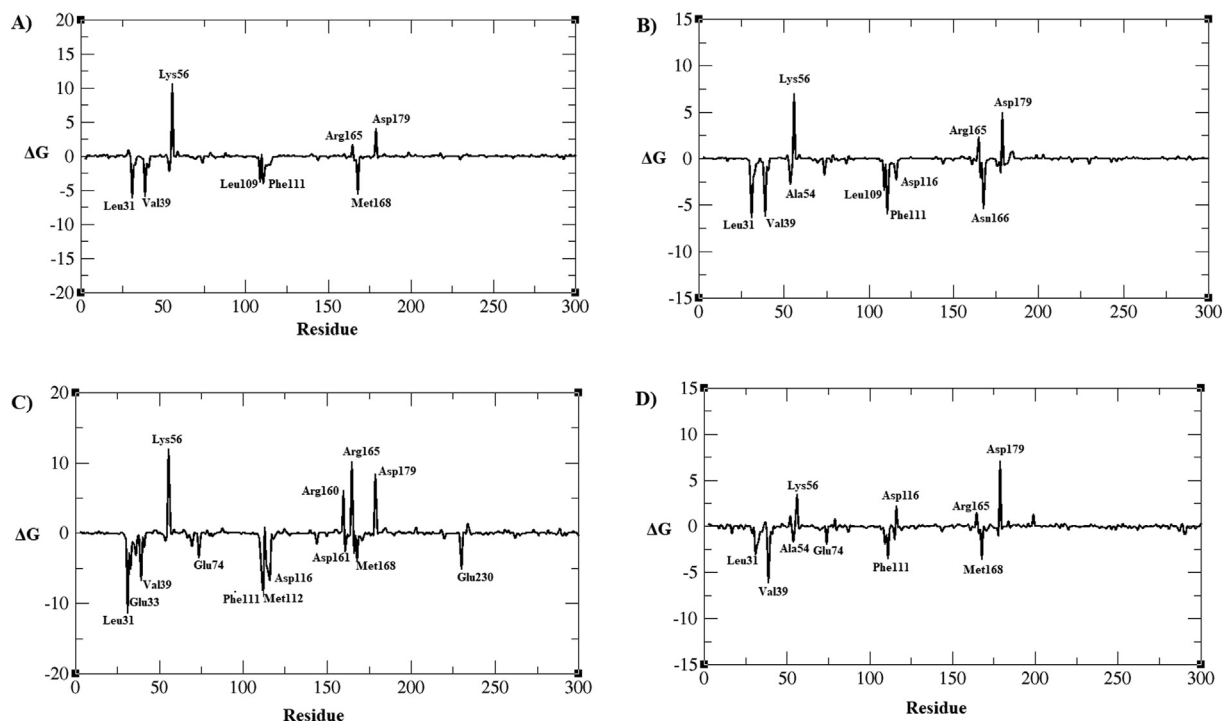 A)
20
15
10
5
0
-5
-10
-15
-20
ΔG
Lys56
Arg165
Asp179
Leu31
Val39
Leu109
Phe111
Met168
0
50
100
150
200
250
300
Residue
B)
15
10
5
0
-5
-10
-15
ΔG
Lys56
Arg165
Asp179
Leu31
Val39
Ala54
Leu109
Phe111
Asp116
Asn166
0
50
100
150
200
250
300
C)
20
10
0
-10
-20
ΔG
Lys56
Arg160
Arg165
Asp179
Leu31
Glu33
Val39
Glu74
Phe111
Met112
Asp116
Asp161
Met168
Glu230
0
50
100
150
200
250
300
Residue
D)
15
10
5
0
-5
-10
-15
ΔG
Lys56
Asp116
Arg165
Asp179
Leu31
Val39
Ala54
Glu74
Phe111
Met168
0
50
100
150
200
250
300
Residue